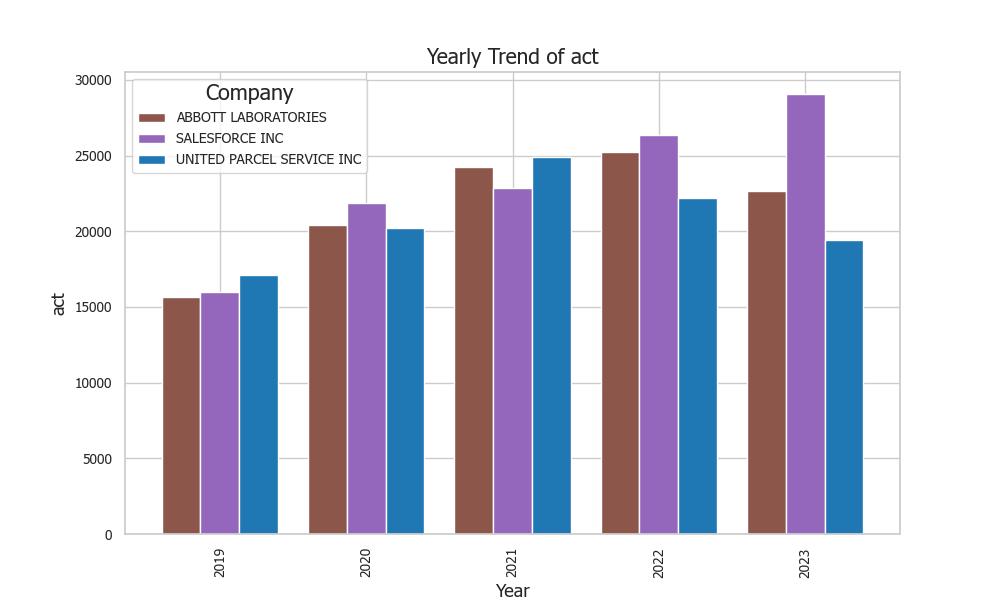 Yearly Trend of act
30000
25000
20000
15000
10000
5000
0
act
Company
ABBOTT LABORATORIES
SALESFORCE INC
UNITED PARCEL SERVICE INC
2019
2020
2021
2022
2023
Year